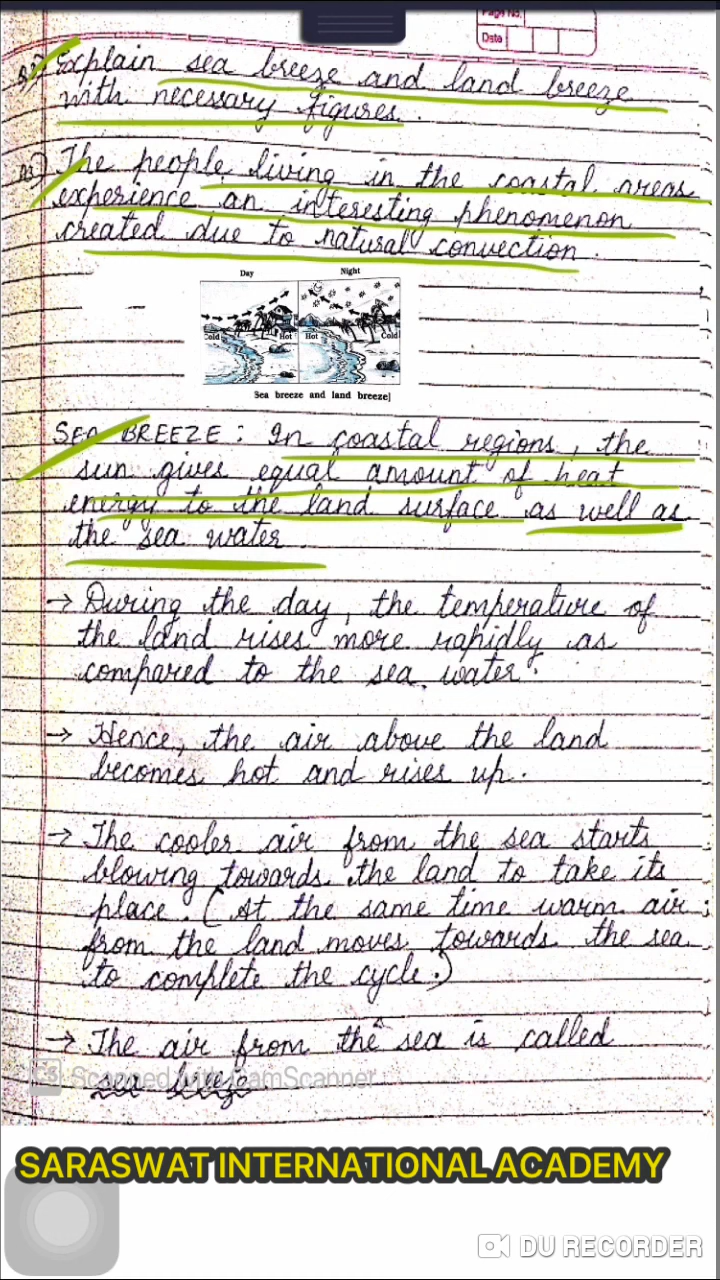 Page No.
Date
Explain sea breeze and land breeze
with necessary figures.
The people living in the coastal areas
experience an interesting phenomenon
created due to natural convection.
Day Night
Cold Hot Hot Cold
Sea breeze and land breeze]
SEA BREEZE : In coastal regions, the
sun gives equal amount of heat
energy to the land surface as well as
the sea water
→ During the day, the temperature of
the land rises more rapidly as
compared to the sea water.
→ Hence, the air above the land
becomes hot and rises up.
→ The cooler air from the sea starts
blowing towards the land to take its
place. (At the same time warm air
from the land moves towards the sea
to complete the cycle.)
→ The air from the sea is called
sea breeze
CS Scanned with CamScanner
SARASWAT INTERNATIONAL ACADEMY
DU RECORDER